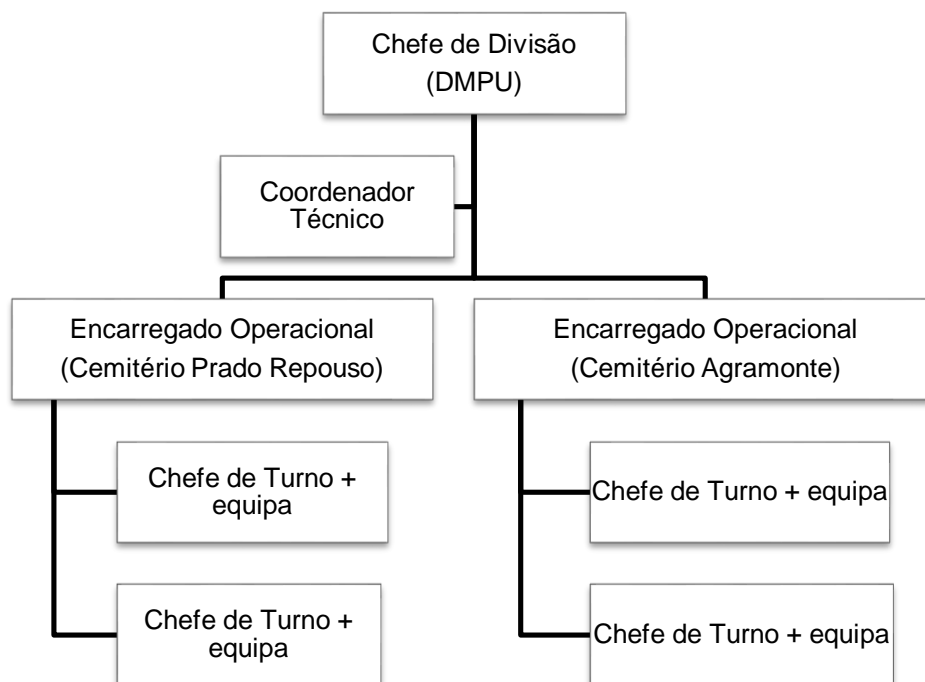 Chefe de Divisão
(DMPU)
Coordenador
Técnico
Encarregado Operacional
(Cemitério Prado Repouso)
Encarregado Operacional
(Cemitério Agramonte)
Chefe de Turno +
equipa
Chefe de Turno + equipa
Chefe de Turno +
equipa
Chefe de Turno + equipa